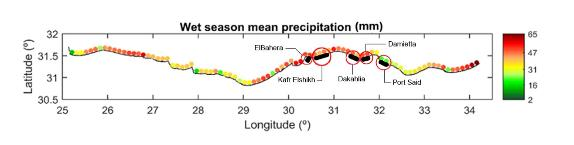 Wet season mean precipitation (mm)
32
31.5
31
30.5
Latitude (º)
ElBahera
Damietta
Kafr Elshikh
Dakahlia
Port Said
65
47
31
16
2
25 26 27 28 29 30 31 32 33 34
Longitude (º)